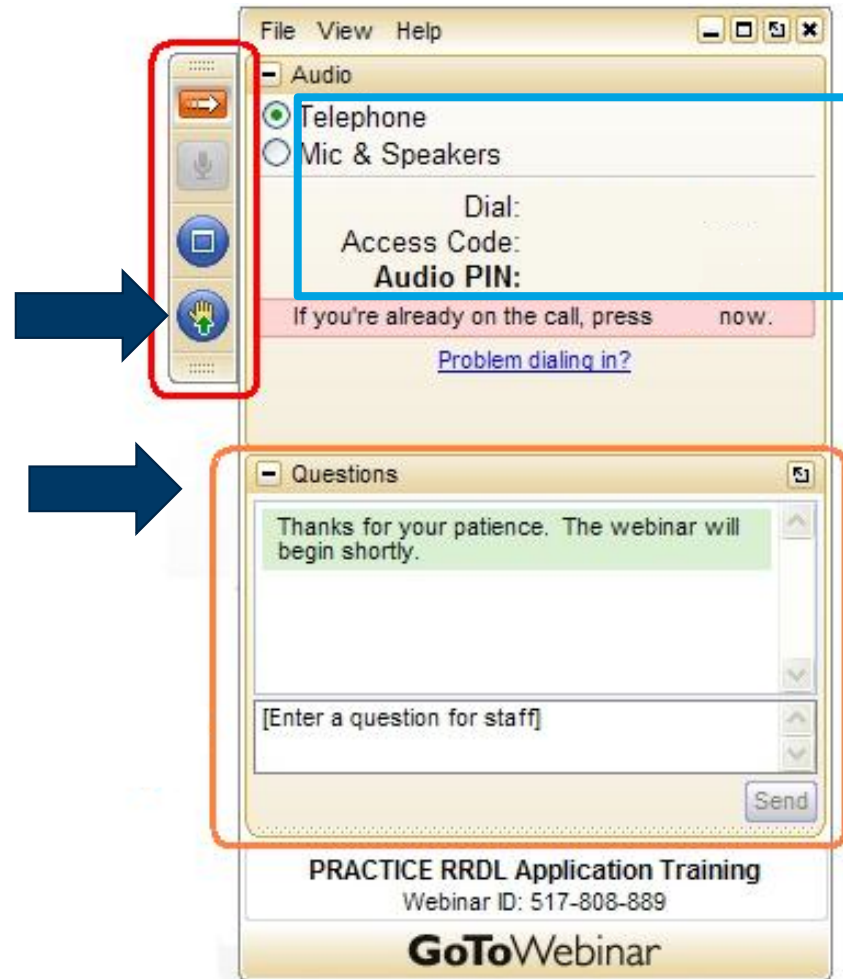 File View Help
Audio
Telephone
Mic & Speakers
Dial:
Access Code:
Audio PIN:
If you're already on the call, press now.
Problem dialing in?
Questions
Thanks for your patience. The webinar will
begin shortly.
[Enter a question for staff]
Send
PRACTICE RRDL Application Training
Webinar ID: 517-808-889
GoToWebinar